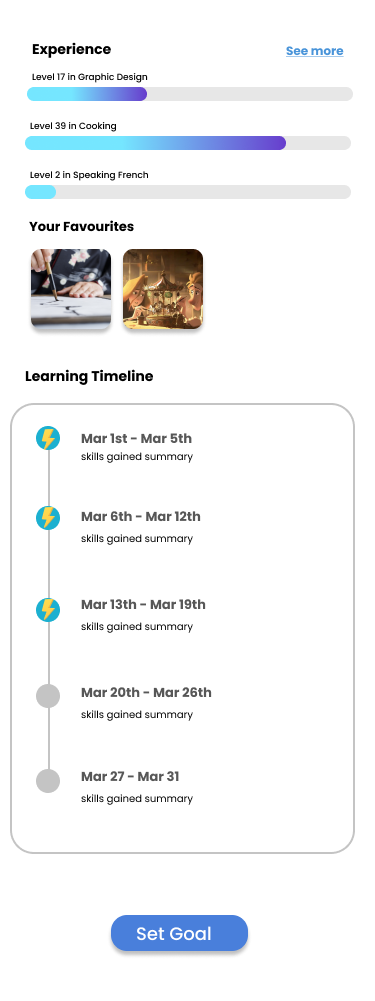 Experience
See more
Level 17 in Graphic Design
Level 39 in Cooking
Level 2 in Speaking French
Your Favourites
Learning Timeline
Mar 1st - Mar 5th
skills gained summary
Mar 6th - Mar 12th
skills gained summary
Mar 13th - Mar 19th
skills gained summary
Mar 20th - Mar 26th
skills gained summary
Mar 27 - Mar 31
skills gained summary
Set Goal